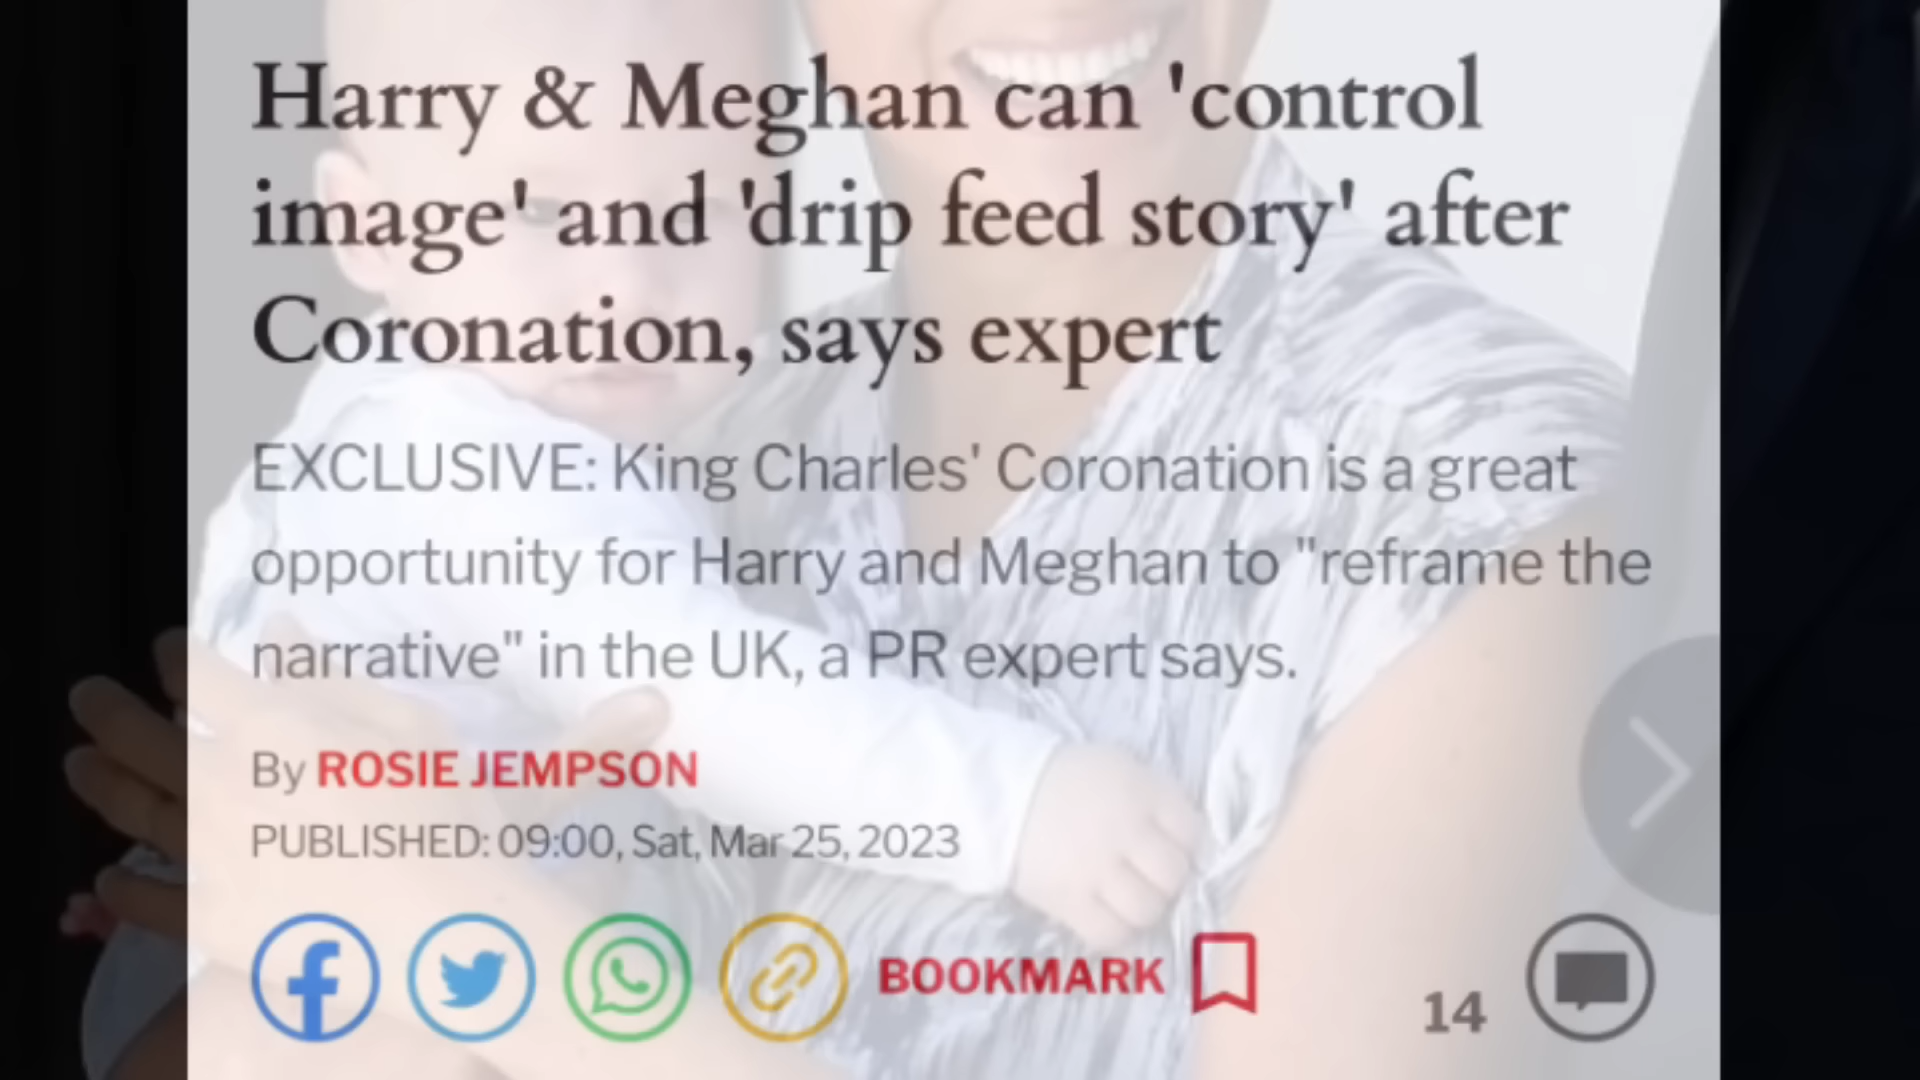 Harry & Meghan can 'control
image' and 'drip feed story' after
Coronation, says expert
EXCLUSIVE: King Charles' Coronation is a great
opportunity for Harry and Meghan to "reframe the
narrative" in the UK, a PR expert says.
By ROSIE JEMPSON
PUBLISHED: 09:00, Sat, Mar 25, 2023
BOOKMARK
14